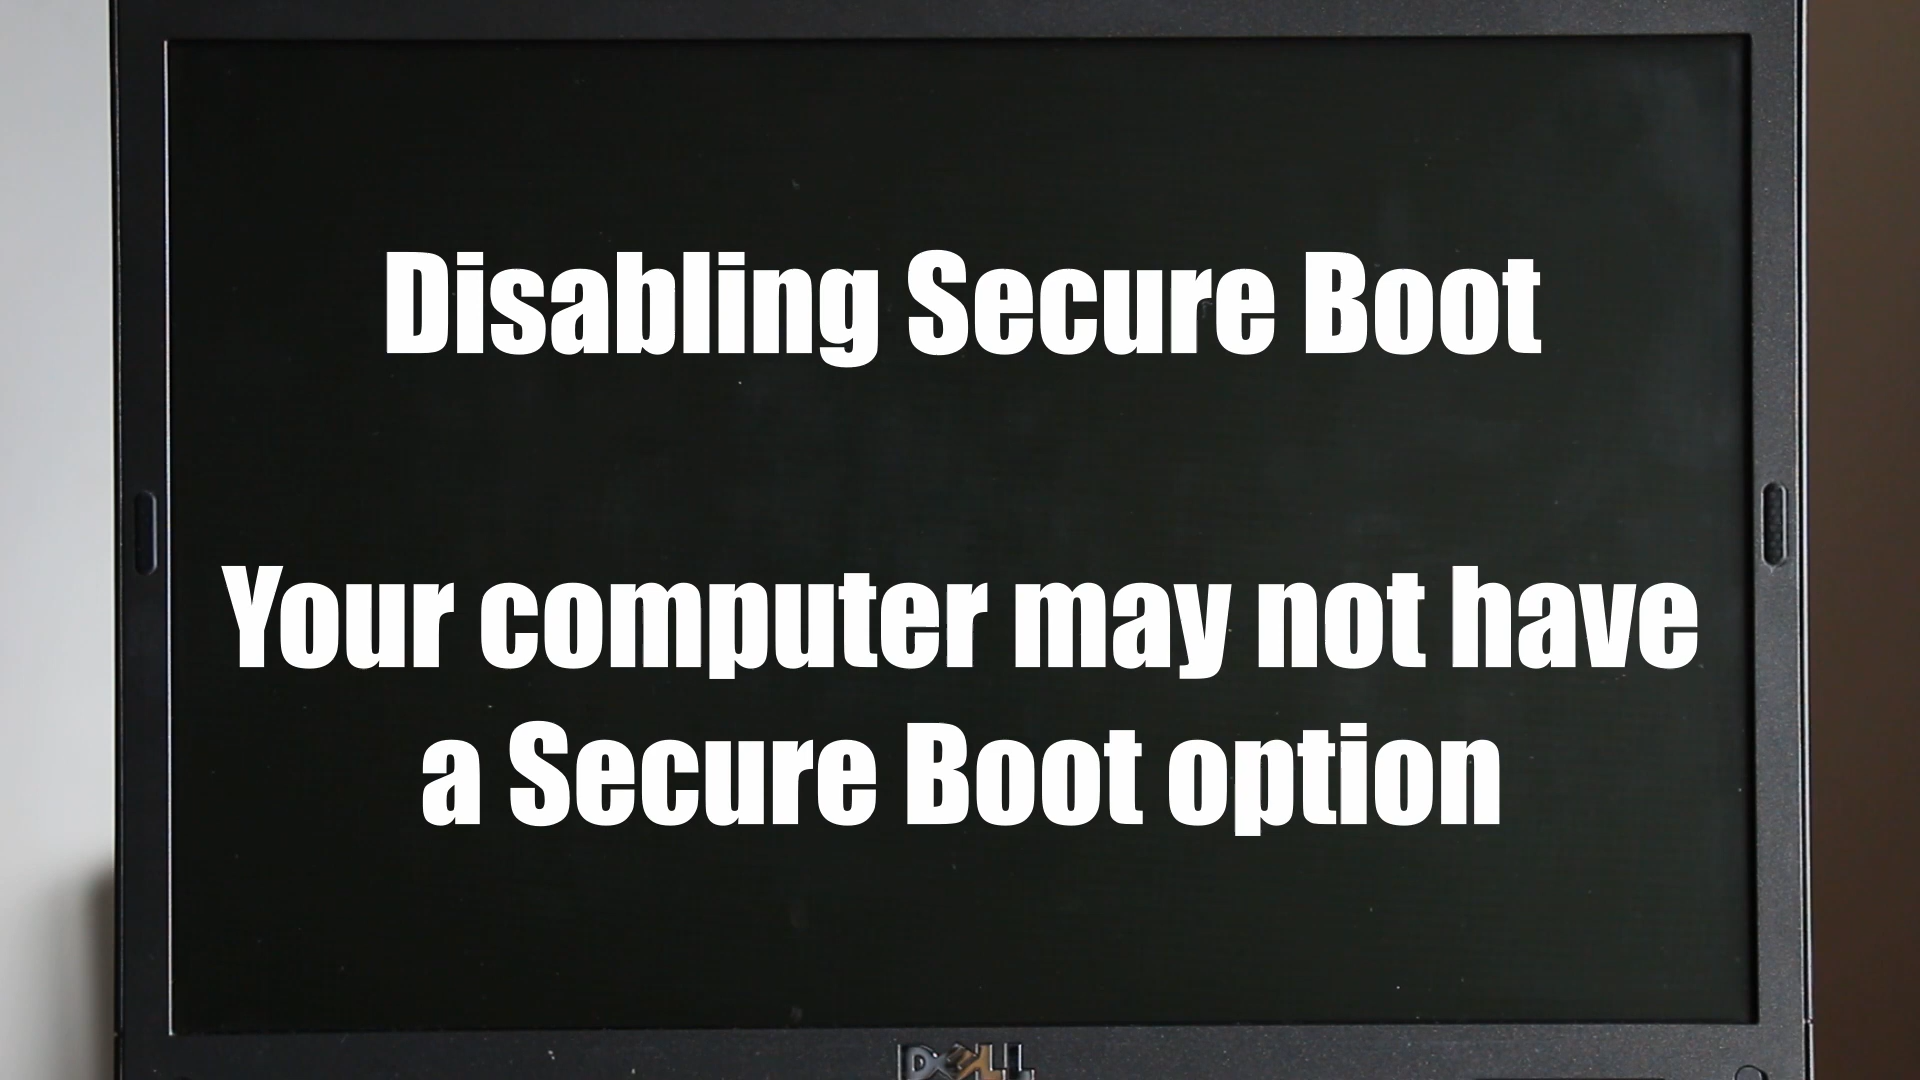 Disabling Secure Boot
Your computer may not have
a Secure Boot option
DELL